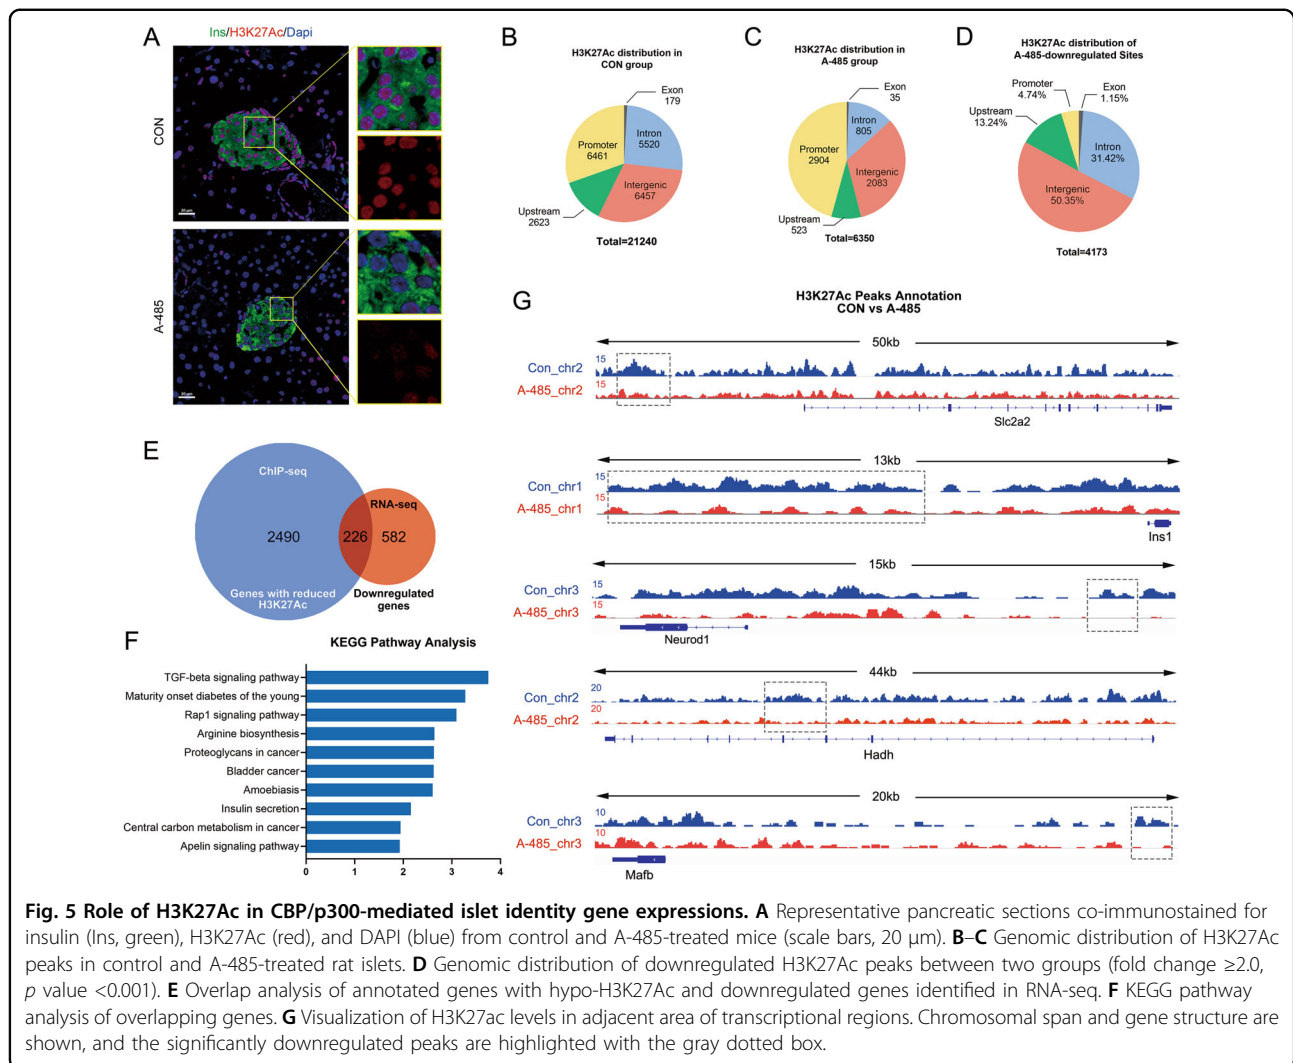 A
Ins/H3K27Ac/Dapi
CON
20 μm
A-485
20 μm
B
H3K27Ac distribution in
CON group
Exon
179
Intron
5520
Promoter
6461
Intergenic
6457
Upstream
2623
Total=21240
C
H3K27Ac distribution in
A-485 group
Exon
35
Intron
805
Promoter
2904
Intergenic
2083
Upstream
523
Total=6350
D
H3K27Ac distribution of
A-485-downregulated Sites
Promoter
4.74%
Exon
1.15%
Upstream
13.24%
Intron
31.42%
Intergenic
50.35%
Total=4173
E
ChIP-seq
RNA-seq
2490
226
582
Genes with reduced
H3K27Ac
Downregulated
genes
F
KEGG Pathway Analysis
TGF-beta signaling pathway
Maturity onset diabetes of the young
Rap1 signaling pathway
Arginine biosynthesis
Proteoglycans in cancer
Bladder cancer
Amoebiasis
Insulin secretion
Central carbon metabolism in cancer
Apelin signaling pathway
0 1 2 3 4
G
H3K27Ac Peaks Annotation
CON vs A-485
50kb
Con_chr2
15
A-485_chr2
15
Slc2a2
13kb
Con_chr1
15
A-485_chr1
15
Ins1
15kb
Con_chr3
15
A-485_chr3
15
Neurod1
44kb
Con_chr2
20
A-485_chr2
20
Hadh
20kb
Con_chr3
10
A-485_chr3
10
Mafb
Fig. 5 Role of H3K27Ac in CBP/p300-mediated islet identity gene expressions. A Representative pancreatic sections co-immunostained for
insulin (Ins, green), H3K27Ac (red), and DAPI (blue) from control and A-485-treated mice (scale bars, 20 μm). B–C Genomic distribution of H3K27Ac
peaks in control and A-485-treated rat islets. D Genomic distribution of downregulated H3K27Ac peaks between two groups (fold change ≥2.0,
p value <0.001). E Overlap analysis of annotated genes with hypo-H3K27Ac and downregulated genes identified in RNA-seq. F KEGG pathway
analysis of overlapping genes. G Visualization of H3K27ac levels in adjacent area of transcriptional regions. Chromosomal span and gene structure are
shown, and the significantly downregulated peaks are highlighted with the gray dotted box.